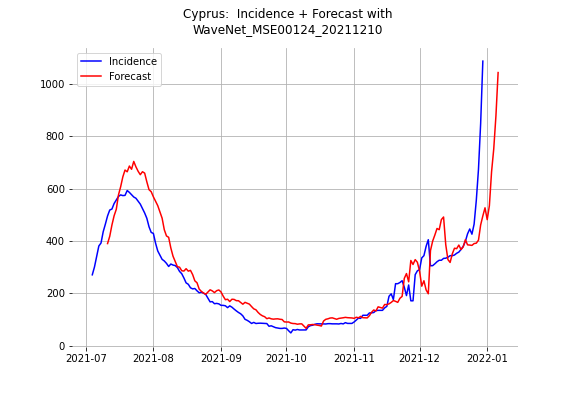 Cyprus:  Incidence + Forecast with
WaveNet_MSE00124_20211210
Incidence
Forecast
1000
800
600
400
200
0
2021-07 2021-08 2021-09 2021-10 2021-11 2021-12 2022-01